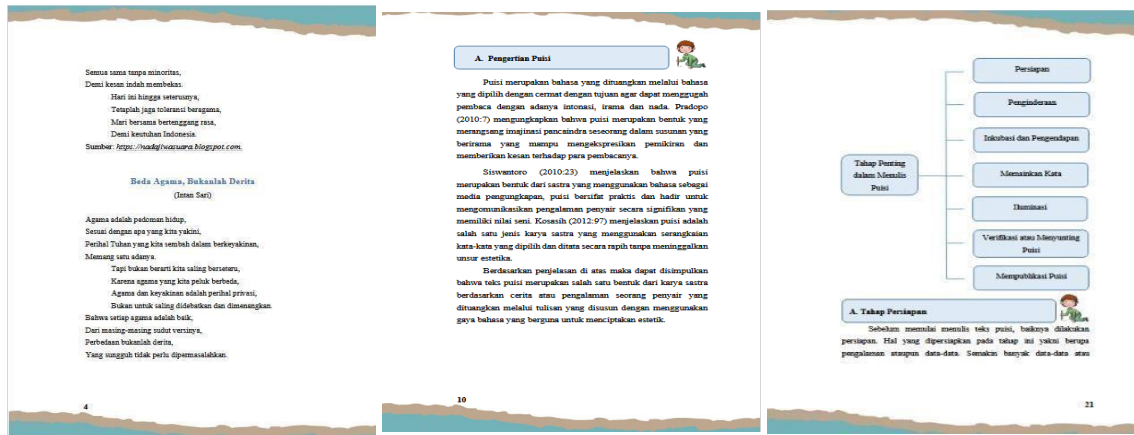 Semua sama tanpa minoritas,
Demi kesan indah membekas.
Hari ini hingga seterusnya,
Tetaplah jaga toleransi beragama,
Mari bersama bertenggang rasa,
Demi keutuhan Indonesia.
Sumber: https://nadajiwasuara.blogspot.com.
Beda Agama, Bukanlah Derita
(Intan Sari)
Agama adalah pedoman hidup,
Sesuai dengan apa yang kita yakini,
Perihal Tuhan yang kita sembah dalam berkeyakinan,
Memang satu adanya.
Tapi bukan berarti kita saling berseteru,
Karena agama yang kita peluk berbeda,
Agama dan keyakinan adalah perihal privasi,
Bukan untuk saling didebatkan dan dimenangkan.
Bahwa setiap agama adalah baik,
Dari masing-masing sudut versinya,
Perbedaan bukanlah derita,
Yang sungguh tidak perlu dipermasalahkan.
4
A. Pengertian Puisi
Puisi merupakan bahasa yang dituangkan melalui bahasa
yang dipilih dengan cermat dengan tujuan agar dapat menggugah
pembaca dengan adanya intonasi, irama dan nada. Pradopo
(2010:7) mengungkapkan bahwa puisi merupakan bentuk yang
merangsang imajinasi pancaindra seseorang dalam susunan yang
berirama yang mampu mengekspresikan pemikiran dan
memberikan kesan terhadap para pembacanya.
Siswantoro (2010:23) menjelaskan bahwa puisi
merupakan bentuk dari sastra yang menggunakan bahasa sebagai
media pengungkapan, puisi bersifat praktis dan hadir untuk
mengomunikasikan pengalaman penyair secara signifikan yang
memiliki nilai seni. Kosasih (2012:97) menjelaskan puisi adalah
salah satu jenis karya sastra yang menggunakan serangkaian
kata-kata yang dipilih dan ditata secara rapih tanpa meninggalkan
unsur estetika.
Berdasarkan penjelasan di atas maka dapat disimpulkan
bahwa teks puisi merupakan salah satu bentuk dari karya sastra
berdasarkan cerita atau pengalaman seorang penyair yang
dituangkan melalui tulisan yang disusun dengan menggunakan
gaya bahasa yang berguna untuk menciptakan estetik.
10
Tahap Penting
dalam Menulis
Puisi
Persiapan
Penginderaan
Inkubasi dan Pengendapan
Memainkan Kata
Iluminasi
Verifikasi atau Menyunting
Puisi
Mempublikasi Puisi
A. Tahap Persiapan
Sebelum memulai menulis teks puisi, baiknya dilakukan
persiapan. Hal yang dipersiapkan pada tahap ini yakni berupa
pengalaman ataupun data-data. Semakin banyak data-data atau
21